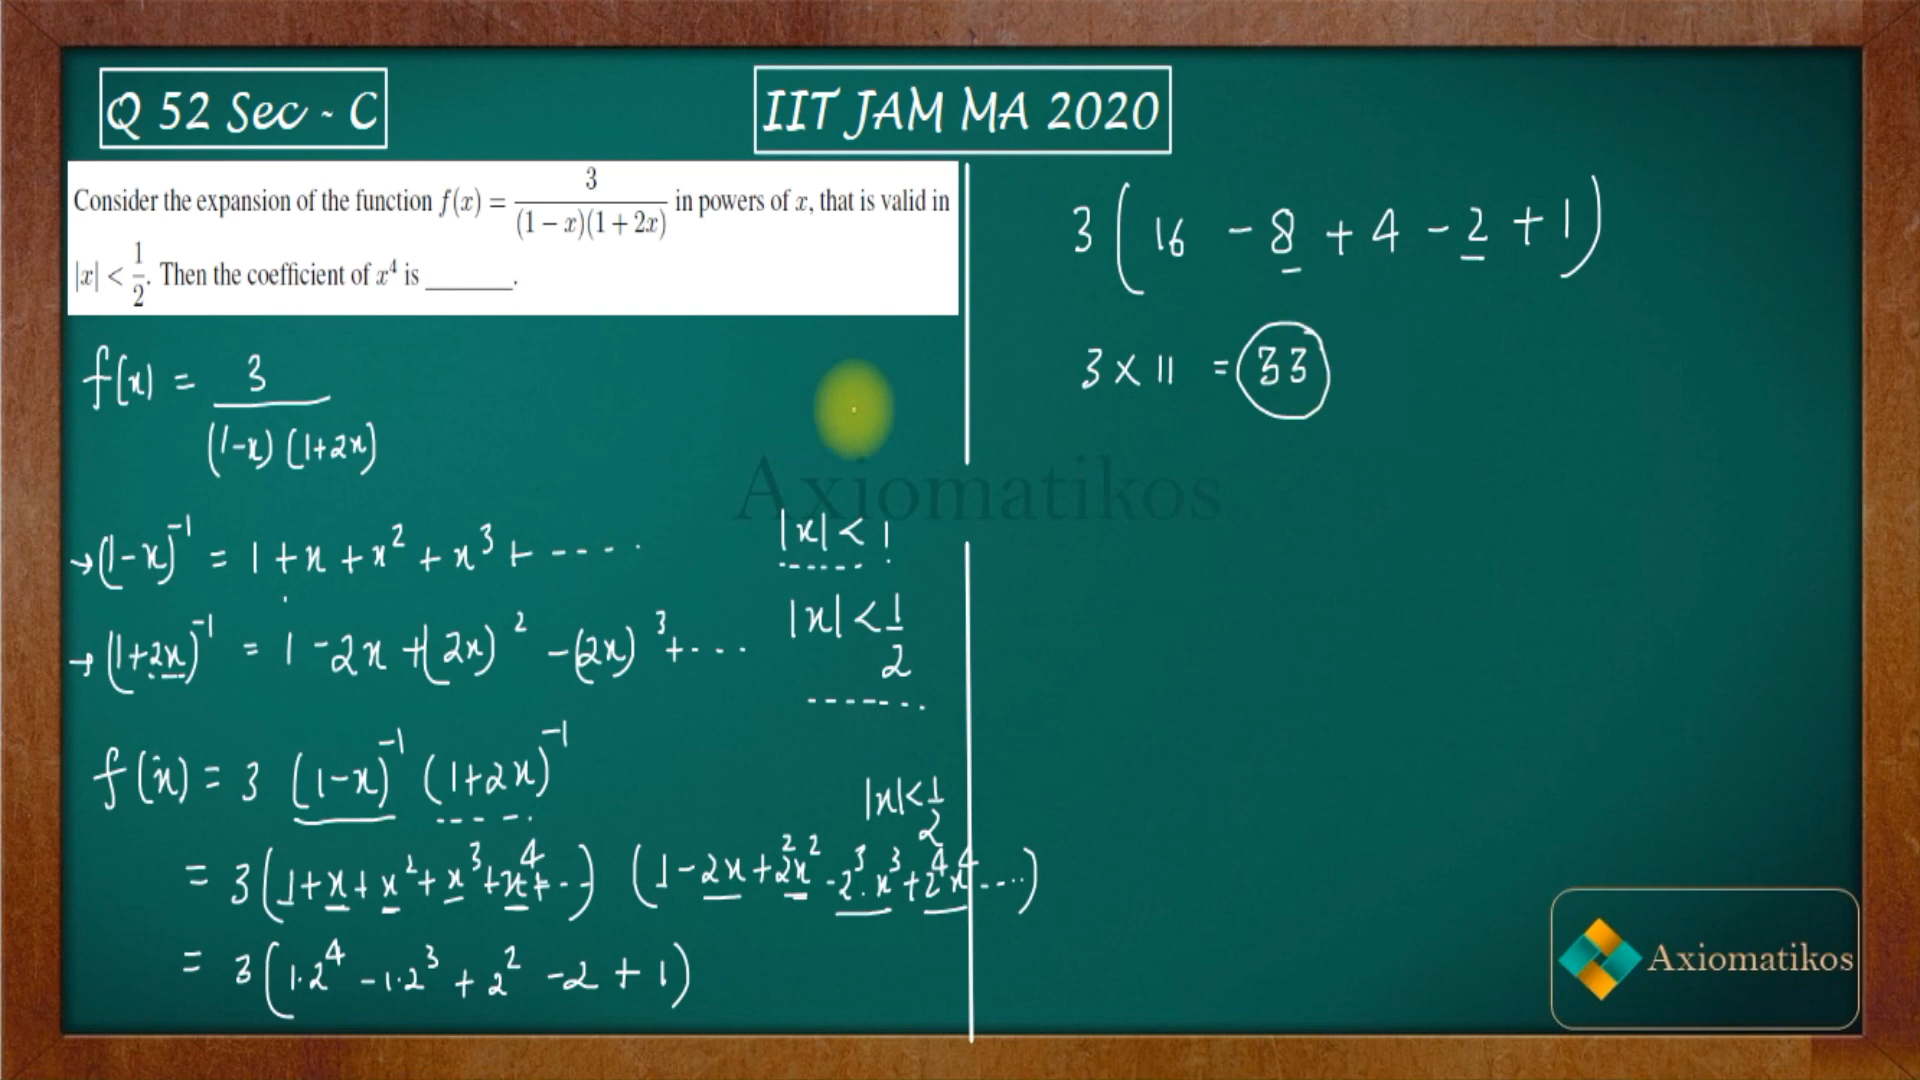 Q 52 Sec - C
IIT JAM MA 2020
Consider the expansion of the function f(x) = 3/((1 − x)(1 + 2x)) in powers of x, that is valid in
|x| < 1/2. Then the coefficient of x⁴ is ________.
f(x) = 3/((1-x)(1+2x))
→(1-x)⁻¹ = 1 + x + x² + x³ + ----.
|x| < 1
→(1+2x)⁻¹ = 1 - 2x + (2x)² - (2x)³ + ...
|x| < 1/2
f(x) = 3 (1-x)⁻¹ (1+2x)⁻¹
|x| < 1/2
= 3(1+x+x²+x³+x⁴+--) (1-2x+2²x²-2³.x³+2⁴x⁴----)
= 3(1.2⁴ - 1.2³ + 2² - 2 + 1)
3(16 - 8 + 4 - 2 + 1)
3 × 11 = 33
Axiomatikos
Axiomatikos